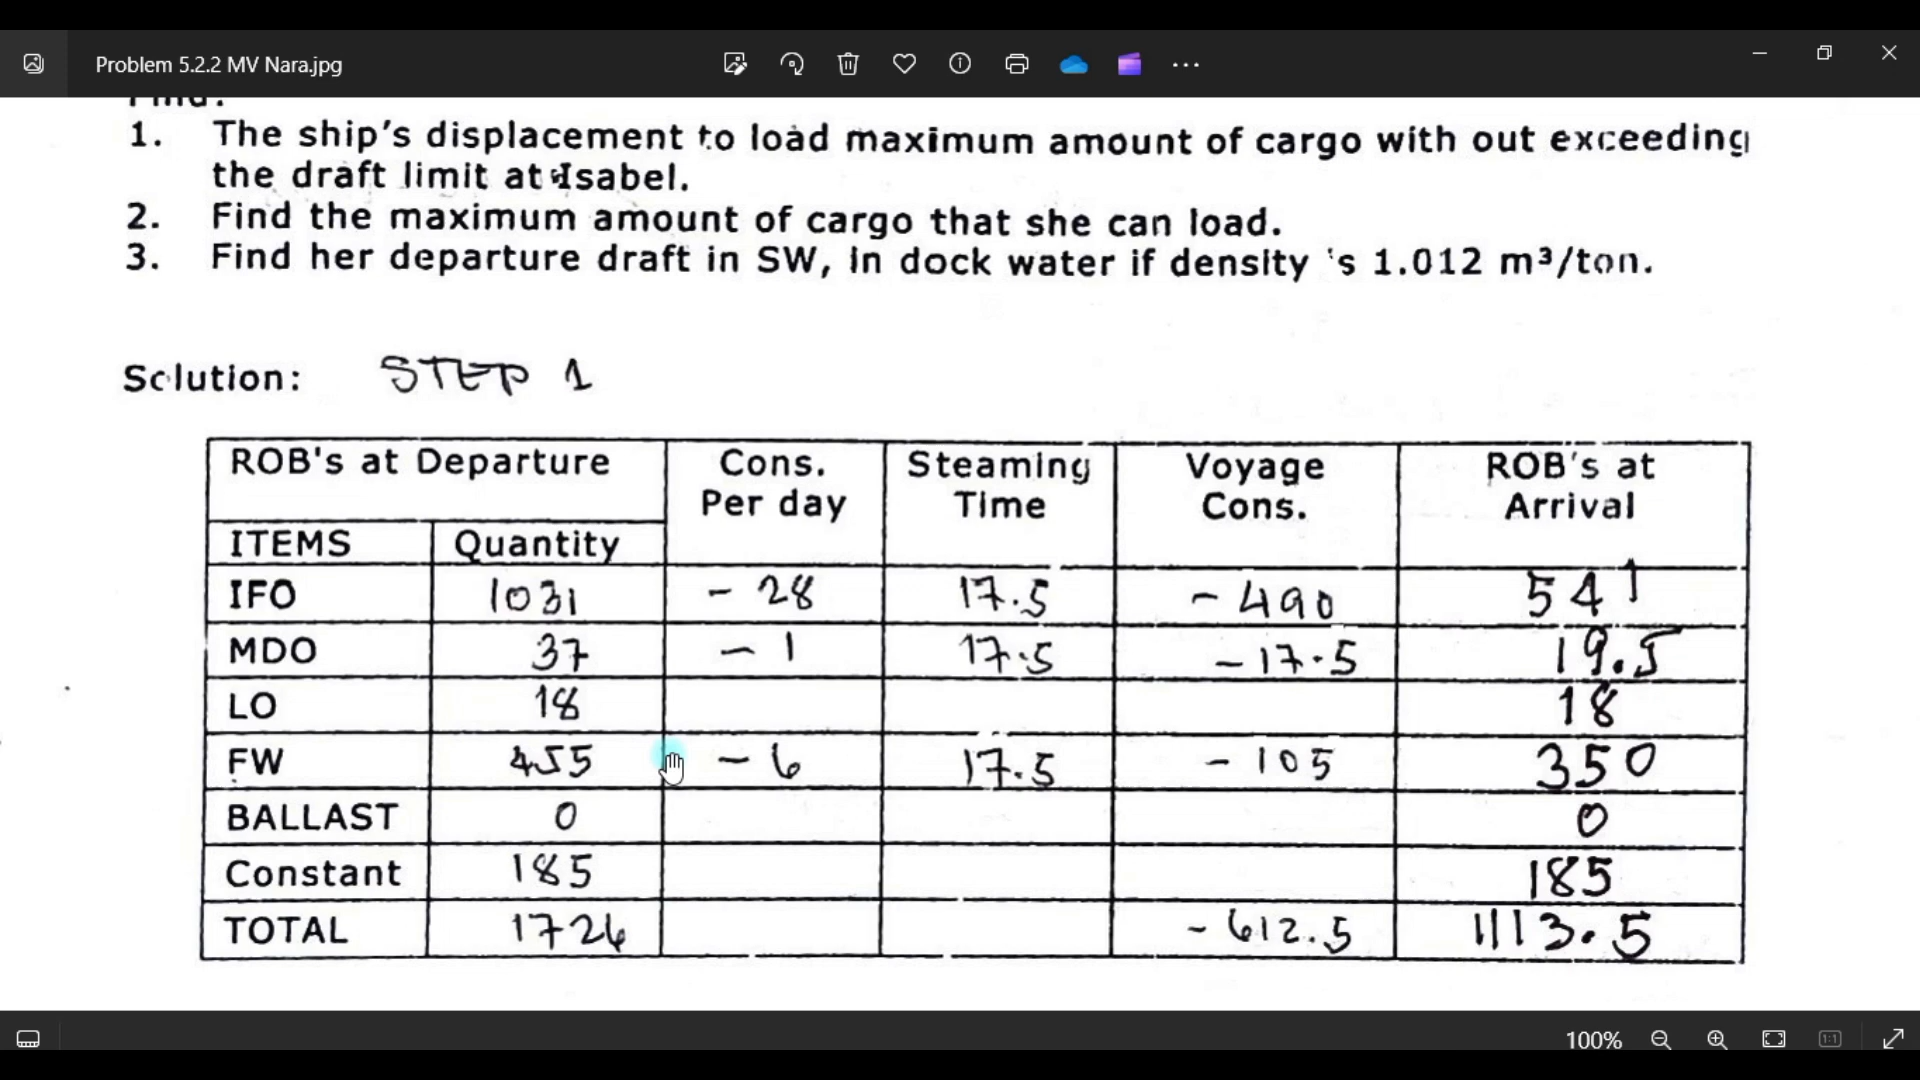 Problem 5.2.2 MV Nara.jpg
Find:
1. The ship's displacement to load maximum amount of cargo with out exceeding
the draft limit at Isabel.
2. Find the maximum amount of cargo that she can load.
3. Find her departure draft in SW, in dock water if density 's 1.012 m³/ton.
Solution: STEP 1
ROB's at Departure Cons. Per day Steaming Time Voyage Cons. ROB's at Arrival
ITEMS Quantity
IFO 1031 - 28 17.5 - 490 541
MDO 37 - 1 17.5 - 17.5 19.5
LO 18 18
FW 455 - 6 17.5 - 105 350
BALLAST 0 0
Constant 185 185
TOTAL 1726 - 612.5 1113.5
100% 1:1